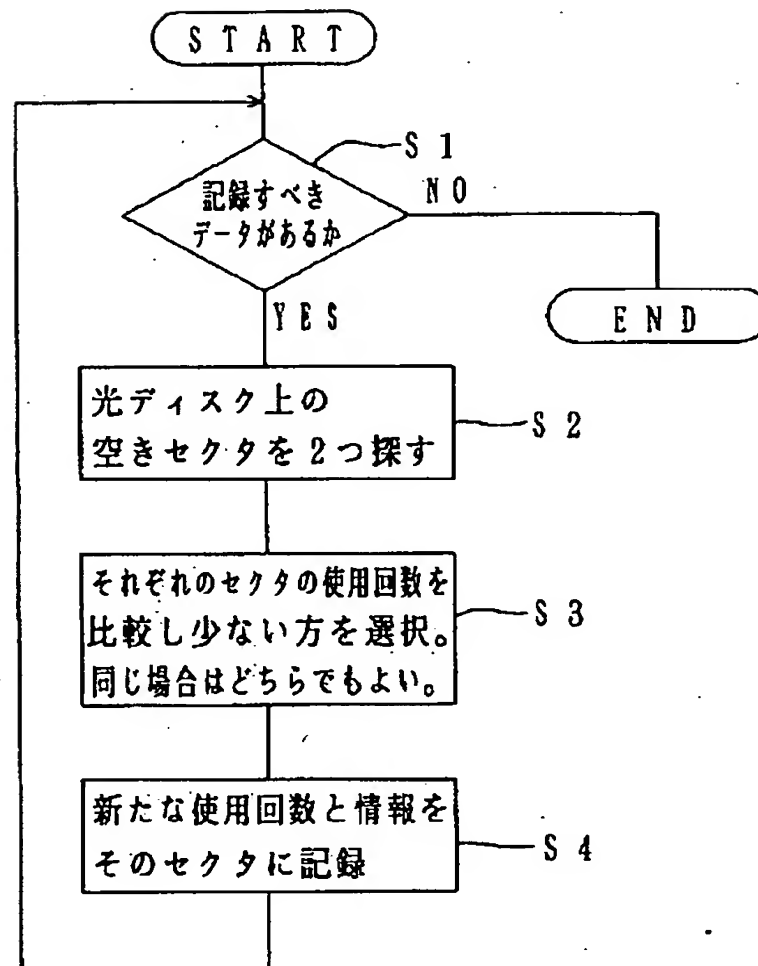 START
S1
記録すべき
データがあるか
NO
YES
END
光ディスク上の
空きセクタを2つ探す
S2
それぞれのセクタの使用回数を
比較し少ない方を選択。
同じ場合はどちらでもよい。
S3
新たな使用回数と情報を
そのセクタに記録
S4